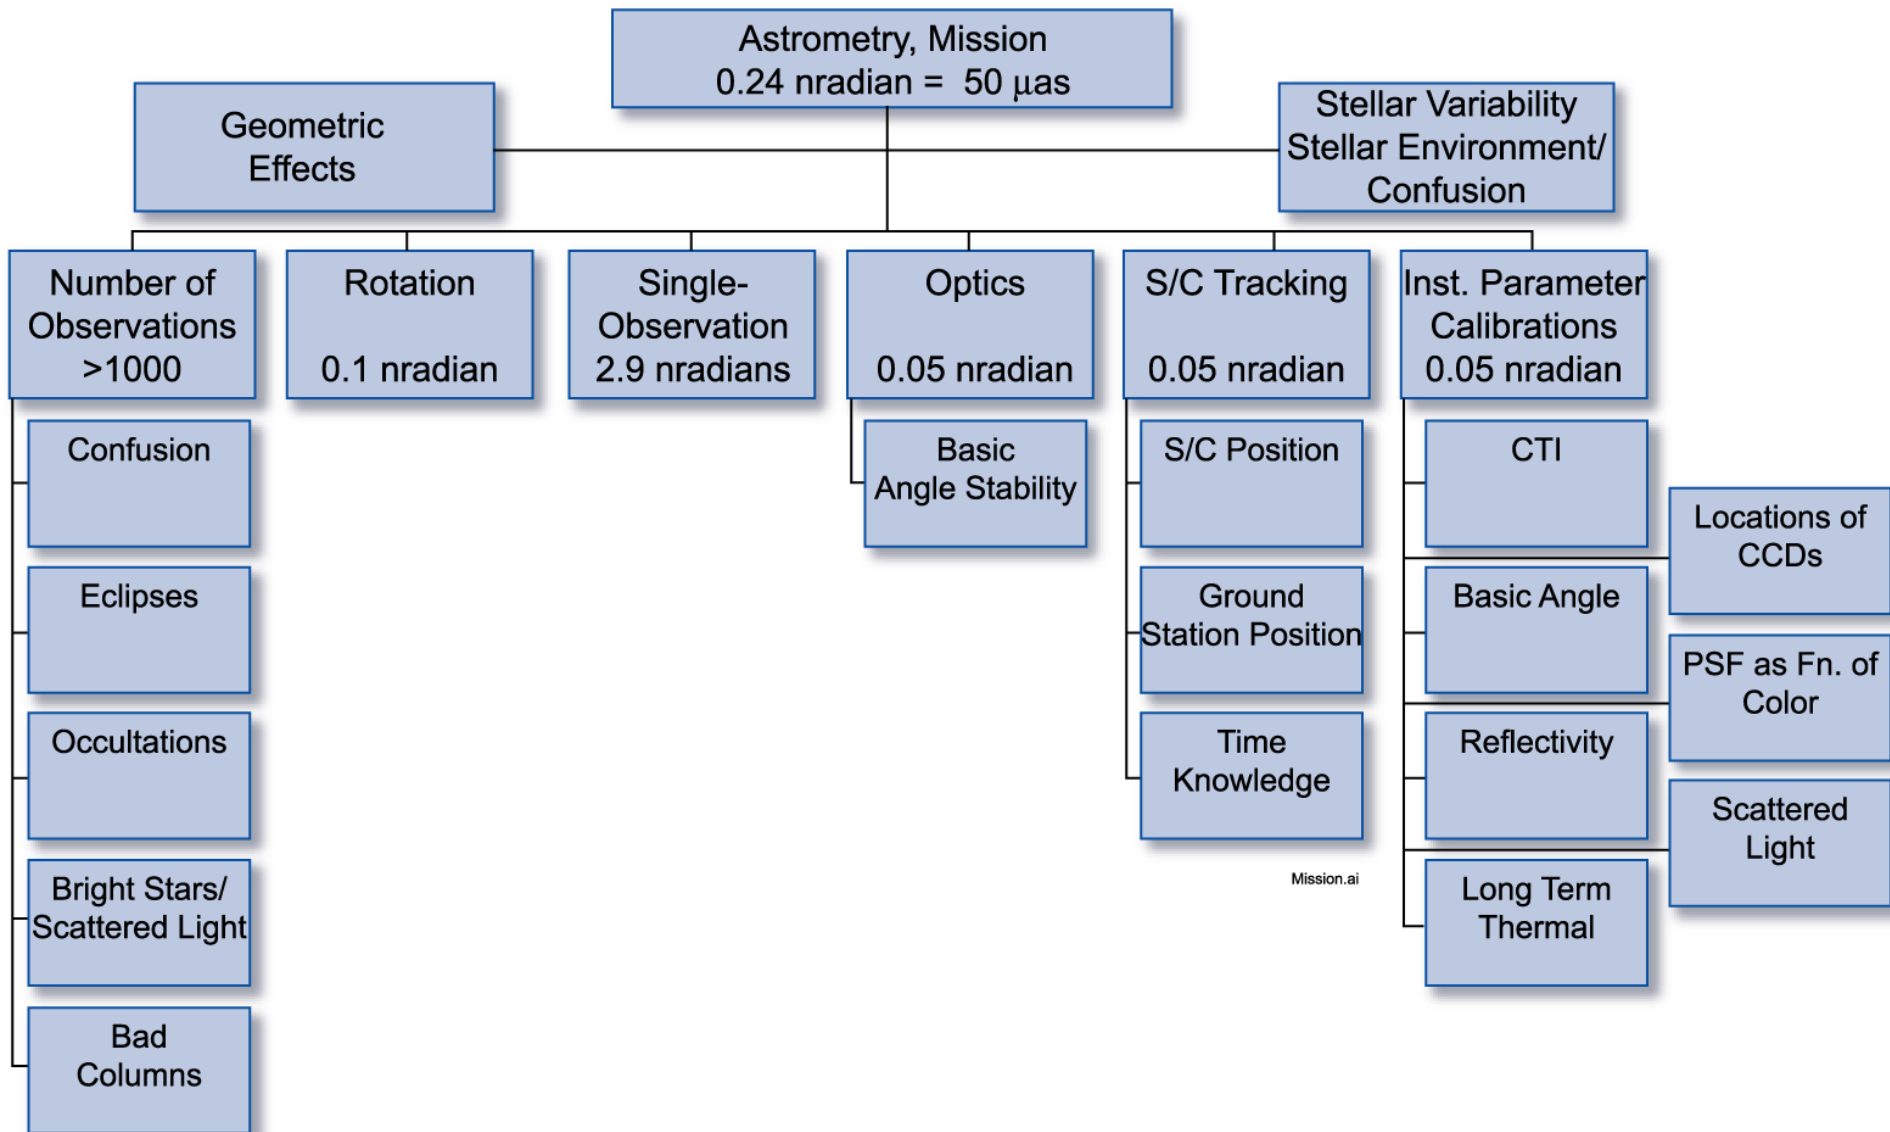 Astrometry, Mission
0.24 nradian = 50 μas
Geometric
Effects
Stellar Variability
Stellar Environment/
Confusion
Number of
Observations
>1000
Rotation
0.1 nradian
Single-
Observation
2.9 nradians
Optics
0.05 nradian
S/C Tracking
0.05 nradian
Inst. Parameter
Calibrations
0.05 nradian
Confusion
Eclipses
Occultations
Bright Stars/
Scattered Light
Bad
Columns
Basic
Angle Stability
S/C Position
Ground
Station Position
Time
Knowledge
CTI
Basic Angle
Reflectivity
Long Term
Thermal
Locations of
CCDs
PSF as Fn. of
Color
Scattered
Light
Mission.ai